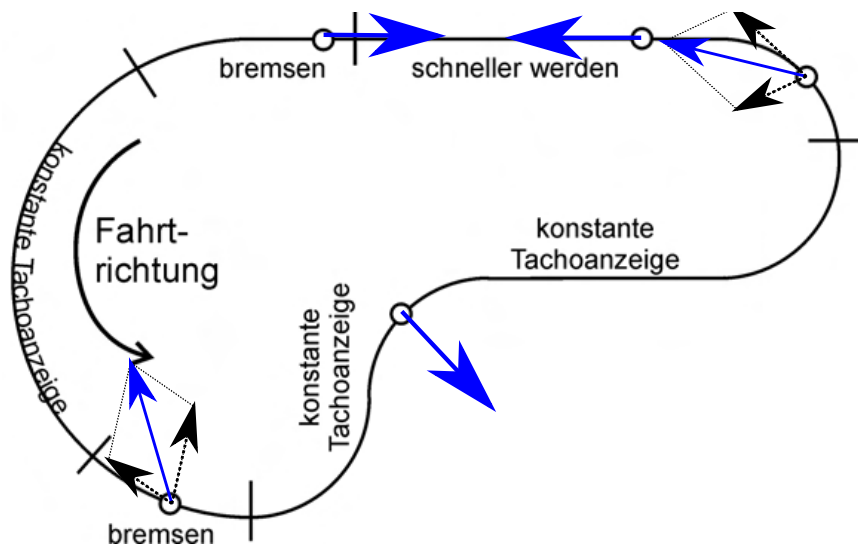 bremsen
schneller werden
konstante Tachoanzeige
Fahrt-
richtung
konstante
Tachoanzeige
konstante
Tachoanzeige
bremsen